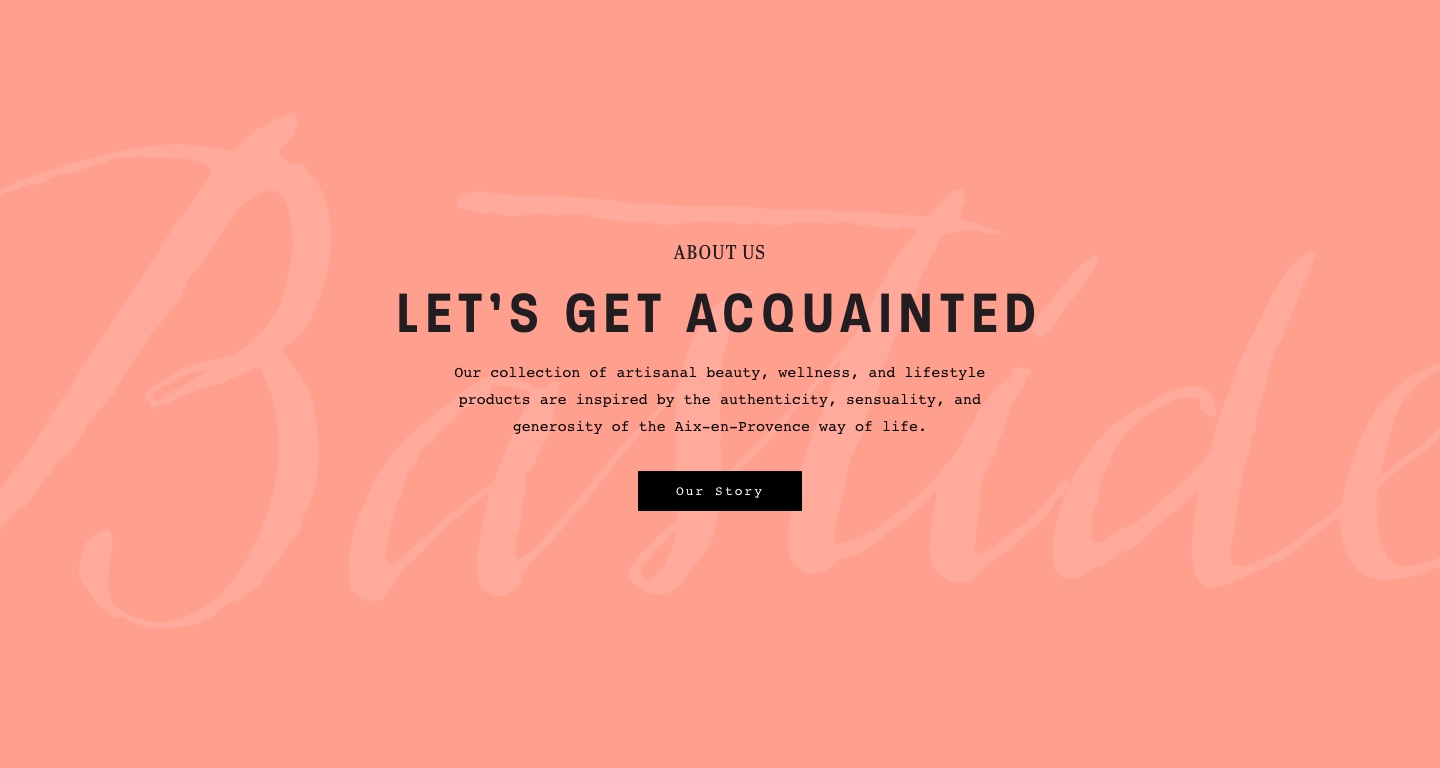 Bastide
ABOUT US
LET'S GET ACQUAINTED
Our collection of artisanal beauty, wellness, and lifestyle
products are inspired by the authenticity, sensuality, and
generosity of the Aix-en-Provence way of life.
Our Story